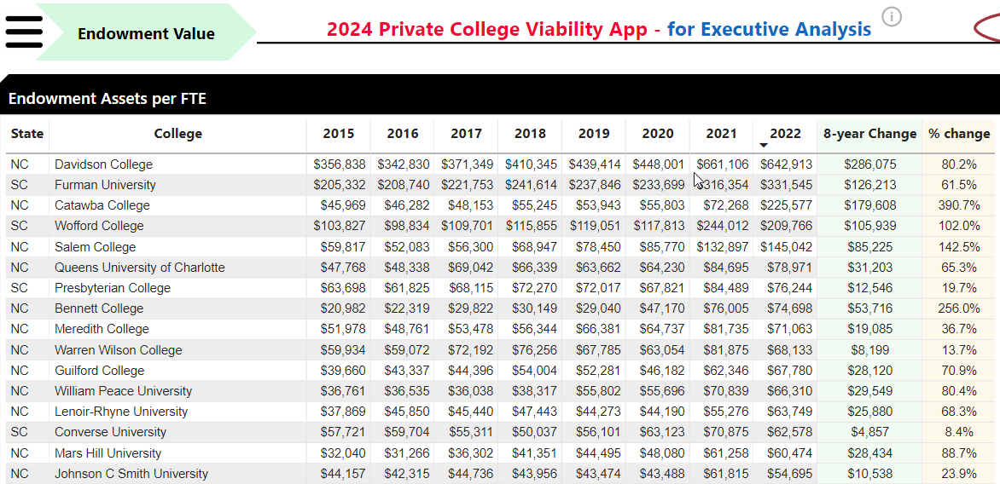 Endowment Value
2024 Private College Viability App - for Executive Analysis
i
Endowment Assets per FTE
State College 2015 2016 2017 2018 2019 2020 2021 2022 8-year Change % change
NC Davidson College $356,838 $342,830 $371,349 $410,345 $439,414 $448,001 $661,106 $642,913 $286,075 80.2%
SC Furman University $205,332 $208,740 $221,753 $241,614 $237,846 $233,699 $316,354 $331,545 $126,213 61.5%
NC Catawba College $45,969 $46,282 $48,153 $55,245 $53,943 $55,803 $72,268 $225,577 $179,608 390.7%
SC Wofford College $103,827 $98,834 $109,701 $115,855 $119,051 $117,813 $244,012 $209,766 $105,939 102.0%
NC Salem College $59,817 $52,083 $56,300 $68,947 $78,450 $85,770 $132,897 $145,042 $85,225 142.5%
NC Queens University of Charlotte $47,768 $48,338 $69,042 $66,339 $63,662 $64,230 $84,695 $78,971 $31,203 65.3%
SC Presbyterian College $63,698 $61,825 $68,115 $72,270 $72,017 $67,821 $84,489 $76,244 $12,546 19.7%
NC Bennett College $20,982 $22,319 $29,822 $30,149 $29,040 $47,170 $76,005 $74,698 $53,716 256.0%
NC Meredith College $51,978 $48,761 $53,478 $56,344 $66,381 $64,737 $81,735 $71,063 $19,085 36.7%
NC Warren Wilson College $59,934 $59,072 $72,192 $76,256 $67,785 $63,054 $81,875 $68,133 $8,199 13.7%
NC Guilford College $39,660 $43,337 $44,396 $54,004 $52,281 $46,182 $62,346 $67,780 $28,120 70.9%
NC William Peace University $36,761 $36,535 $36,038 $38,317 $55,802 $55,696 $70,839 $66,310 $29,549 80.4%
NC Lenoir-Rhyne University $37,869 $45,850 $45,440 $47,443 $44,273 $44,190 $55,276 $63,749 $25,880 68.3%
SC Converse University $57,721 $59,704 $55,311 $50,037 $56,101 $63,123 $70,875 $62,578 $4,857 8.4%
NC Mars Hill University $32,040 $31,266 $36,302 $41,351 $44,495 $48,080 $61,258 $60,474 $28,434 88.7%
NC Johnson C Smith University $44,157 $42,315 $44,736 $43,956 $43,474 $43,488 $61,815 $54,695 $10,538 23.9%